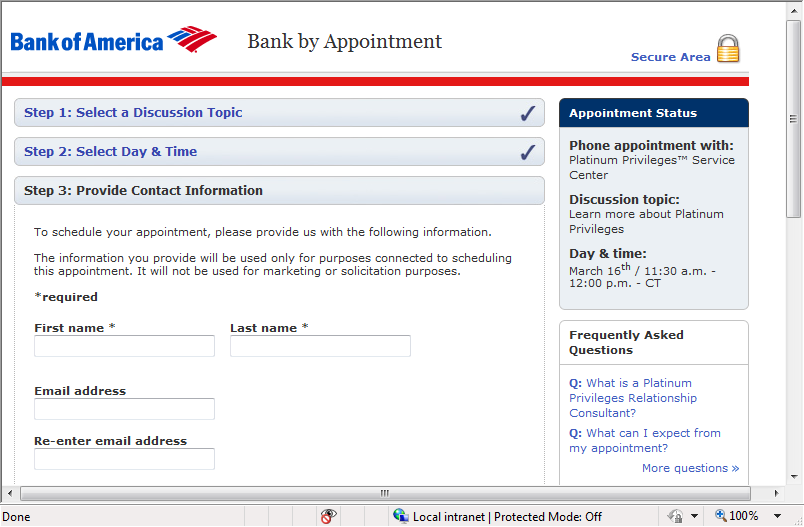 Bank of America
Bank by Appointment
Secure Area
Step 1: Select a Discussion Topic
Step 2: Select Day & Time
Step 3: Provide Contact Information
To schedule your appointment, please provide us with the following information.
The information you provide will be used only for purposes connected to scheduling
this appointment. It will not be used for marketing or solicitation purposes.
*required
First name *
Last name *
Email address
Re-enter email address
Appointment Status
Phone appointment with:
Platinum Privileges™ Service
Center
Discussion topic:
Learn more about Platinum
Privileges
Day & time:
March 16th / 11:30 a.m. -
12:00 p.m. - CT
Frequently Asked
Questions
Q: What is a Platinum
Privileges Relationship
Consultant?
Q: What can I expect from
my appointment?
More questions »
Done
Local intranet | Protected Mode: Off
100%